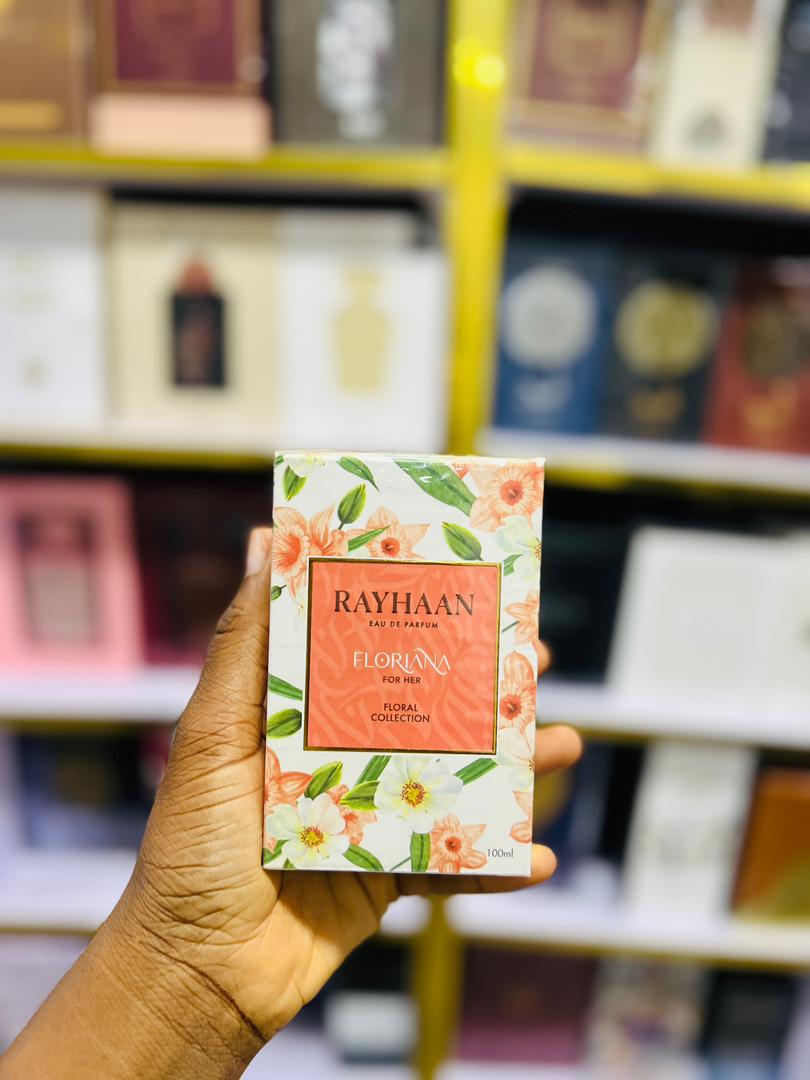 RAYHAAN
EAU DE PARFUM
FLORIANA
FOR HER
FLORAL
COLLECTION
100ml